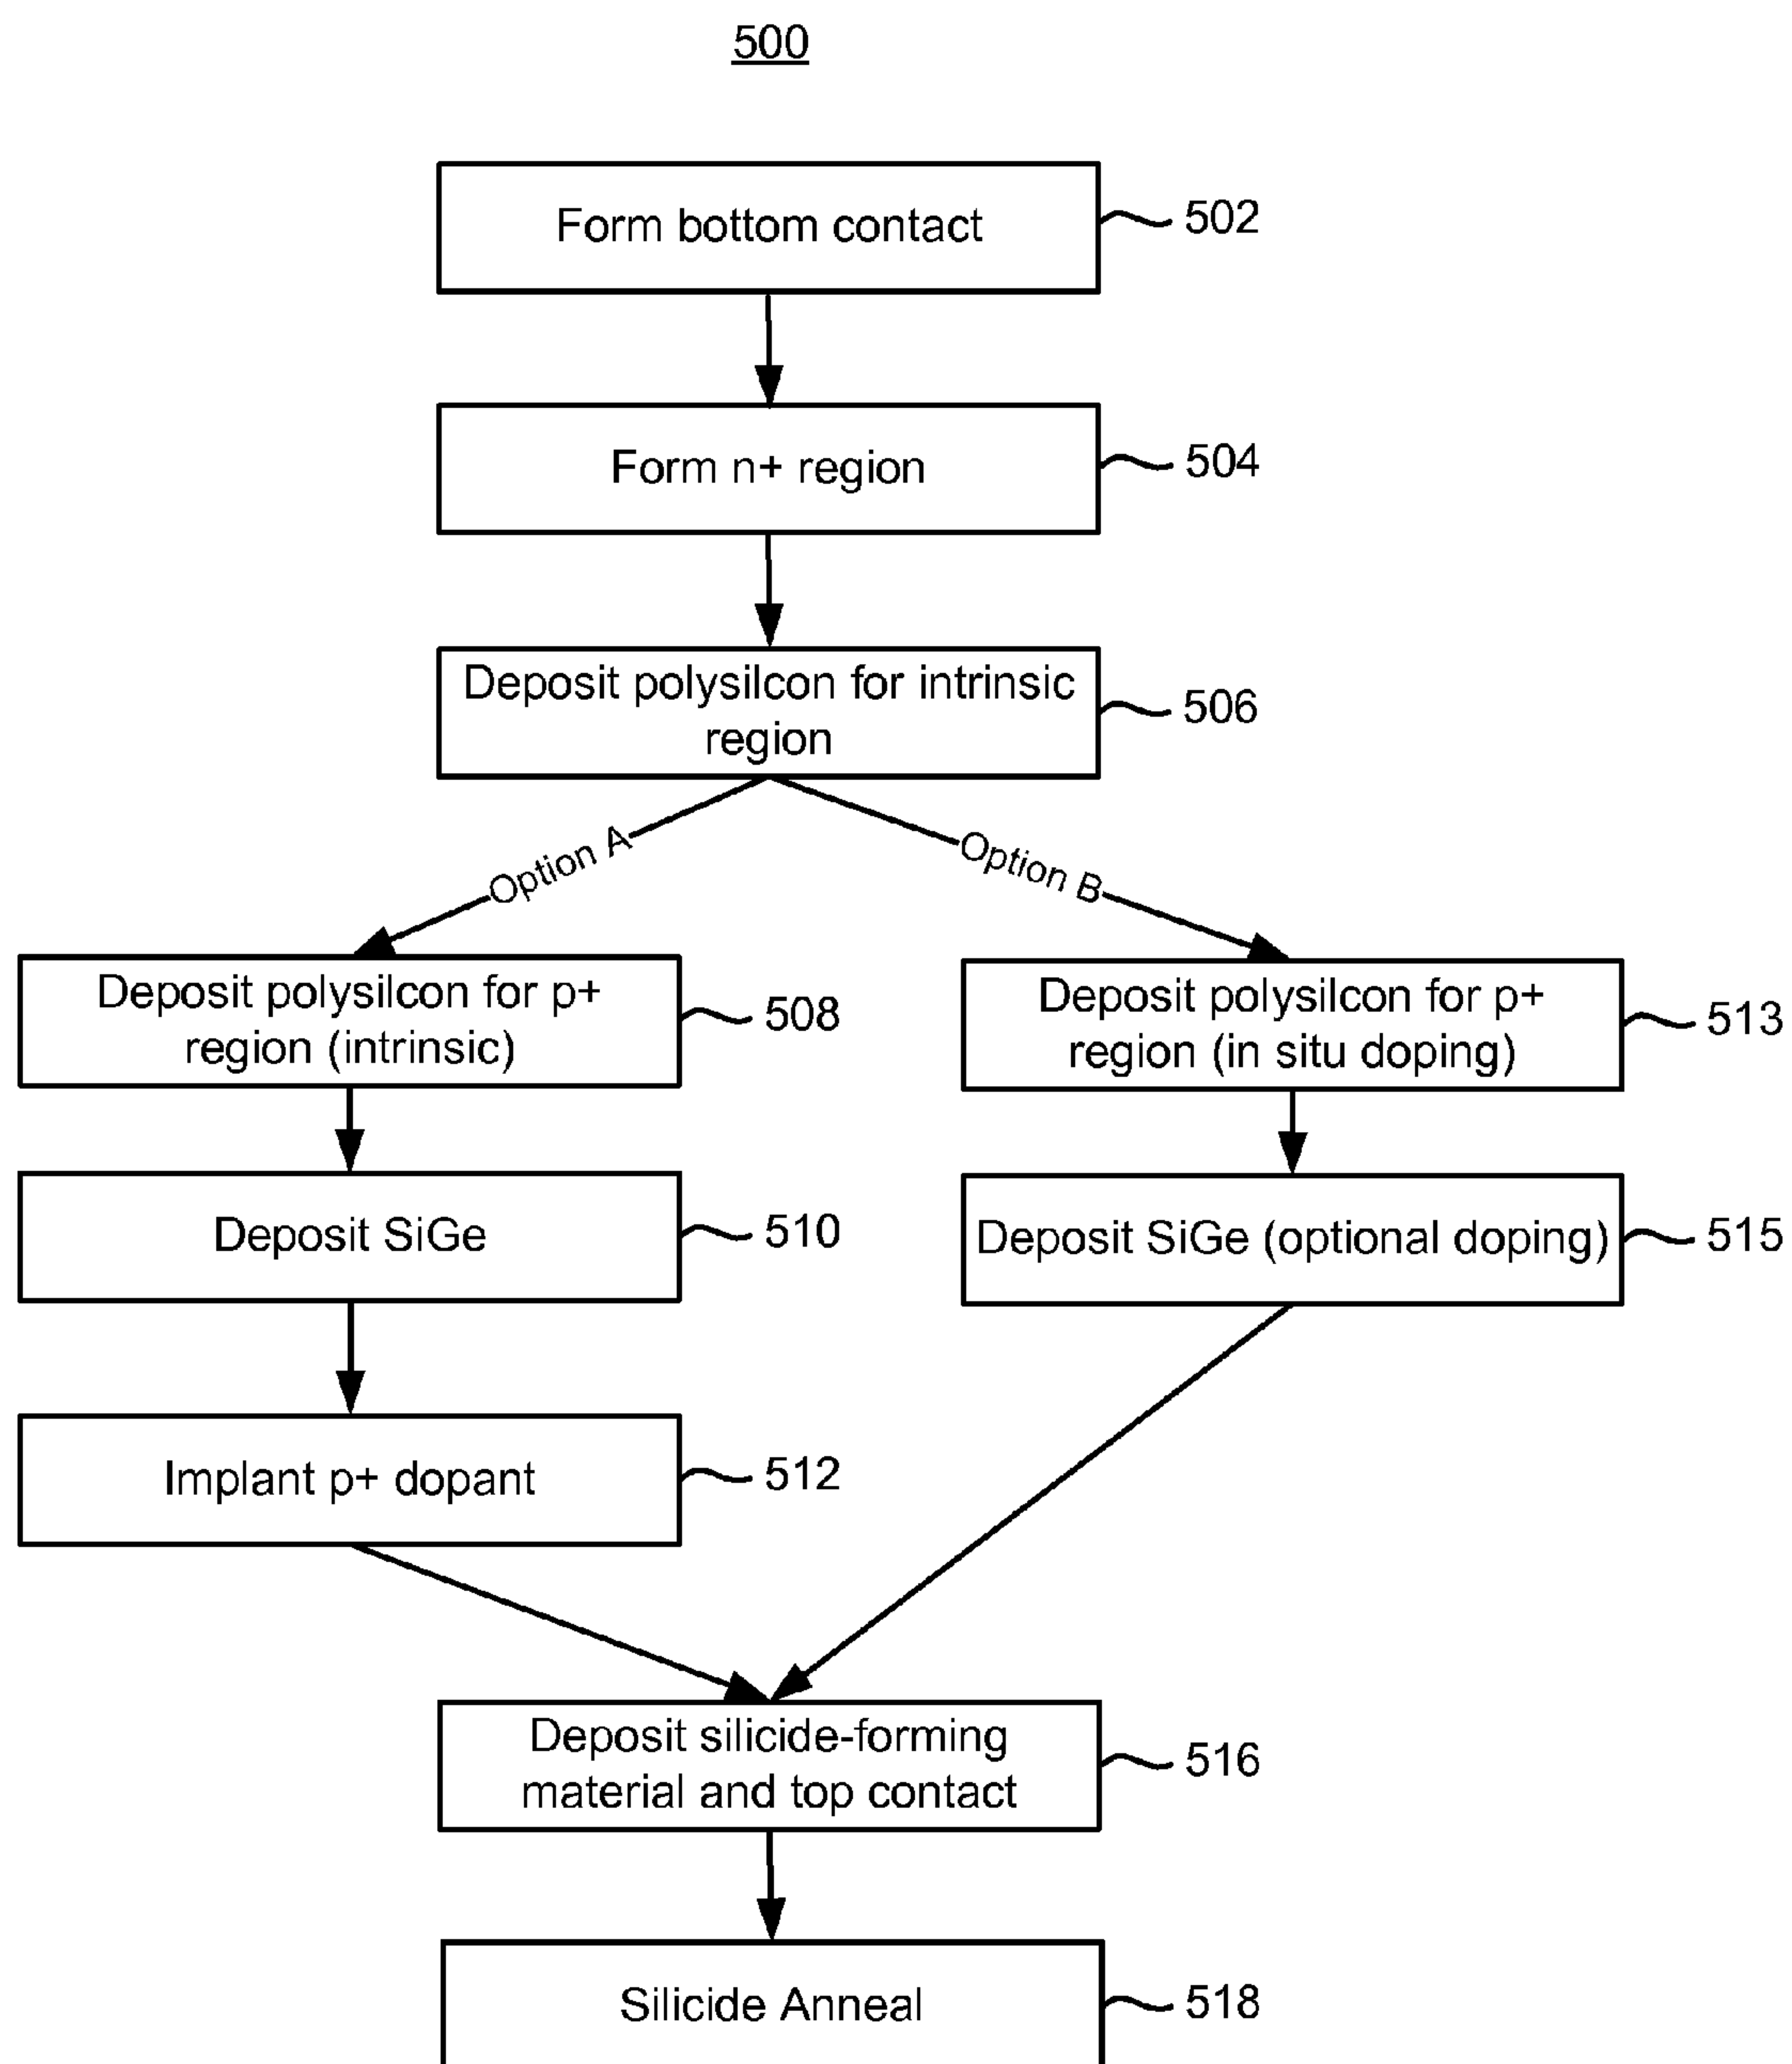 500
Form bottom contact
502
Form n+ region
504
Deposit polysilcon for intrinsic
region
506
Option A
Option B
Deposit polysilcon for p+
region (intrinsic)
508
Deposit polysilcon for p+
region (in situ doping)
513
Deposit SiGe
510
Deposit SiGe (optional doping)
515
Implant p+ dopant
512
Deposit silicide-forming
material and top contact
516
Silicide Anneal
518